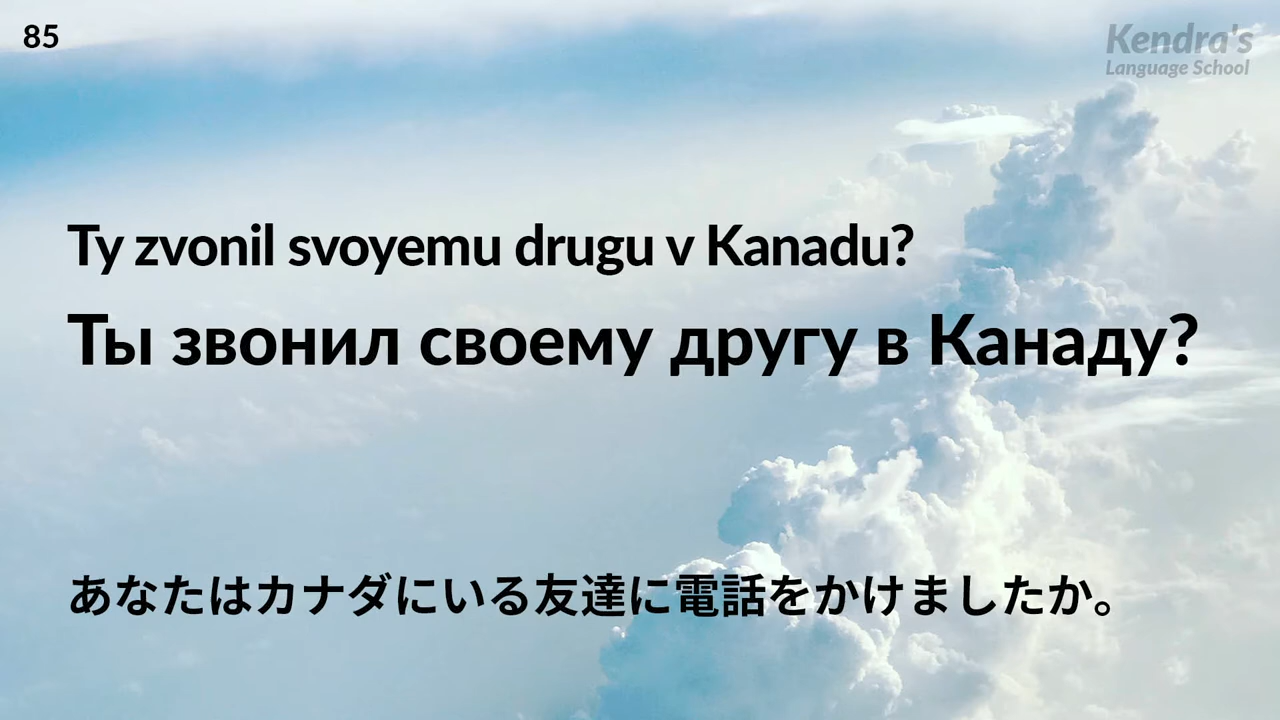 85
Kendra's
Language School
Ty zvonil svoyemu drugu v Kanadu?
Ты звонил своему другу в Канаду?
あなたはカナダにいる友達に電話をかけましたか。